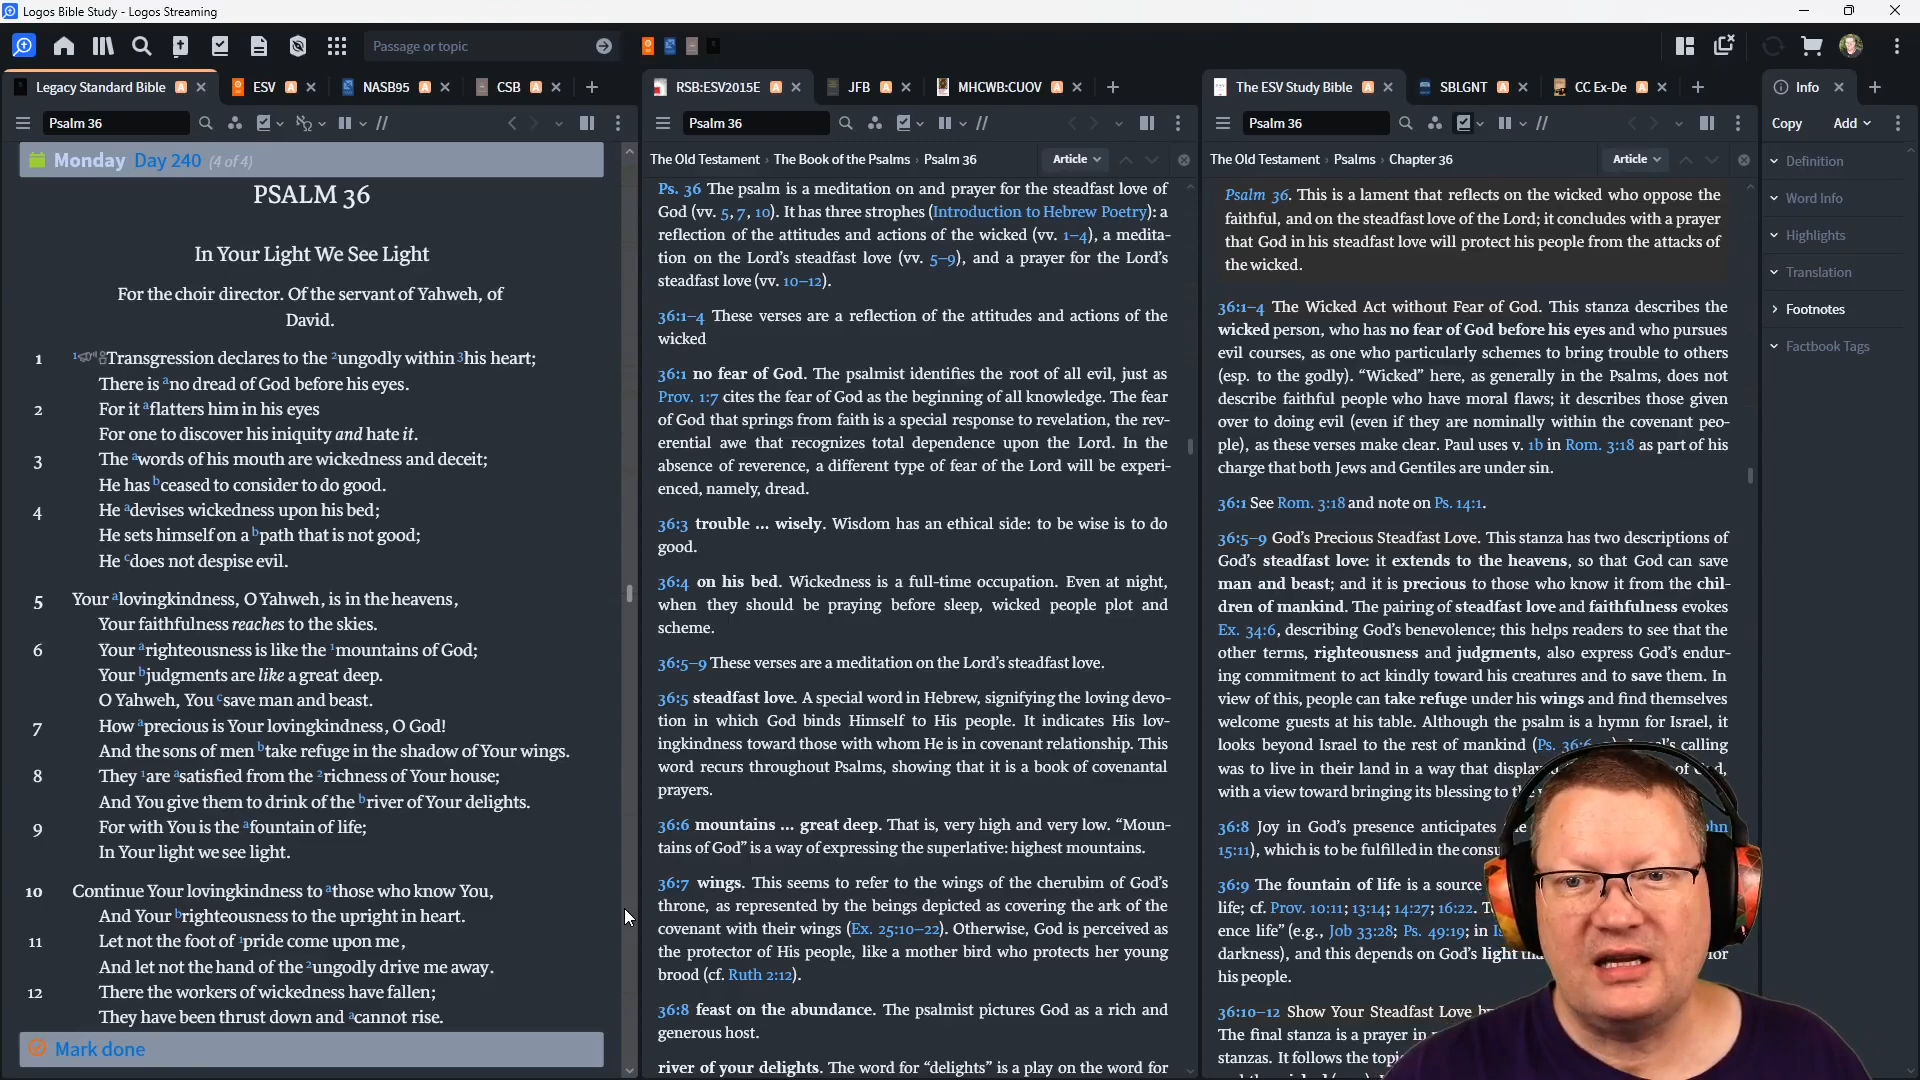 Logos Bible Study - Logos Streaming
Passage or topic
Legacy Standard Bible A
ESV A
NASB95 A
CSB A
Psalm 36
Monday Day 240 (4 of 4)
PSALM 36
In Your Light We See Light
For the choir director. Of the servant of Yahweh, of
David.
1 1Transgression declares to the 2ungodly within 3his heart;
There is ano dread of God before his eyes.
2 For it aflatters him in his eyes
For one to discover his iniquity and hate it.
3 The awords of his mouth are wickedness and deceit;
He has bceased to consider to do good.
4 He adevises wickedness upon his bed;
He sets himself on a bpath that is not good;
He cdoes not despise evil.
5 Your alovingkindness, O Yahweh, is in the heavens,
Your faithfulness reaches to the skies.
6 Your arighteousness is like the 1mountains of God;
Your bjudgments are like a great deep.
O Yahweh, You csave man and beast.
7 How aprecious is Your lovingkindness, O God!
And the sons of men btake refuge in the shadow of Your wings.
8 They 1are asatisfied from the 2richness of Your house;
And You give them to drink of the briver of Your delights.
9 For with You is the afountain of life;
In Your light we see light.
10 Continue Your lovingkindness to athose who know You,
And Your brighteousness to the upright in heart.
11 Let not the foot of 1pride come upon me,
And let not the hand of the 2ungodly drive me away.
12 There the workers of wickedness have fallen;
They have been thrust down and acannot rise.
Mark done
RSB:ESV2015E A
JFB A
MHCWB:CUOV A
Psalm 36
The Old Testament › The Book of the Psalms › Psalm 36
Article
Ps. 36 The psalm is a meditation on and prayer for the steadfast love of
God (vv. 5, 7, 10). It has three strophes (Introduction to Hebrew Poetry): a
reflection of the attitudes and actions of the wicked (vv. 1–4), a medita-
tion on the Lord's steadfast love (vv. 5–9), and a prayer for the Lord's
steadfast love (vv. 10–12).
36:1–4 These verses are a reflection of the attitudes and actions of the
wicked
36:1 no fear of God. The psalmist identifies the root of all evil, just as
Prov. 1:7 cites the fear of God as the beginning of all knowledge. The fear
of God that springs from faith is a special response to revelation, the rev-
erential awe that recognizes total dependence upon the Lord. In the
absence of reverence, a different type of fear of the Lord will be experi-
enced, namely, dread.
36:3 trouble ... wisely. Wisdom has an ethical side: to be wise is to do
good.
36:4 on his bed. Wickedness is a full-time occupation. Even at night,
when they should be praying before sleep, wicked people plot and
scheme.
36:5–9 These verses are a meditation on the Lord's steadfast love.
36:5 steadfast love. A special word in Hebrew, signifying the loving devo-
tion in which God binds Himself to His people. It indicates His lov-
ingkindness toward those with whom He is in covenant relationship. This
word recurs throughout Psalms, showing that it is a book of covenantal
prayers.
36:6 mountains ... great deep. That is, very high and very low. “Moun-
tains of God” is a way of expressing the superlative: highest mountains.
36:7 wings. This seems to refer to the wings of the cherubim of God's
throne, as represented by the beings depicted as covering the ark of the
covenant with their wings (Ex. 25:10–22). Otherwise, God is perceived as
the protector of His people, like a mother bird who protects her young
brood (cf. Ruth 2:12).
36:8 feast on the abundance. The psalmist pictures God as a rich and
generous host.
river of your delights. The word for “delights” is a play on the word for
The ESV Study Bible A
SBLGNT A
CC Ex-De A
Psalm 36
The Old Testament › Psalms › Chapter 36
Article
Psalm 36. This is a lament that reflects on the wicked who oppose the
faithful, and on the steadfast love of the Lord; it concludes with a prayer
that God in his steadfast love will protect his people from the attacks of
the wicked.
36:1–4 The Wicked Act without Fear of God. This stanza describes the
wicked person, who has no fear of God before his eyes and who pursues
evil courses, as one who particularly schemes to bring trouble to others
(esp. to the godly). “Wicked” here, as generally in the Psalms, does not
describe faithful people who have moral flaws; it describes those given
over to doing evil (even if they are nominally within the covenant peo-
ple), as these verses make clear. Paul uses v. 1b in Rom. 3:18 as part of his
charge that both Jews and Gentiles are under sin.
36:1 See Rom. 3:18 and note on Ps. 14:1.
36:5–9 God's Precious Steadfast Love. This stanza has two descriptions of
God's steadfast love: it extends to the heavens, so that God can save
man and beast; and it is precious to those who know it from the chil-
dren of mankind. The pairing of steadfast love and faithfulness evokes
Ex. 34:6, describing God's benevolence; this helps readers to see that the
other terms, righteousness and judgments, also express God's endur-
ing commitment to act kindly toward his creatures and to save them. In
view of this, people can take refuge under his wings and find themselves
welcome guests at his table. Although the psalm is a hymn for Israel, it
looks beyond Israel to the rest of mankind (Ps. 36:6 calling
was to live in their land in a way that of God,
with a view toward bringing its blessing to
36:8 Joy in God's presence anticipates John
15:11), which is to be fulfilled in the
36:9 The fountain of life is a source
life; cf. Prov. 10:11; 13:14; 14:27; 16:22.
ence life” (e.g., Job 33:28; Ps. 49:19; in
darkness), and this depends on God's light for
his people.
36:10–12 Show Your Steadfast Love
The final stanza is a prayer in
stanzas. It follows the
Info
Copy Add
Definition
Word Info
Highlights
Translation
Footnotes
Factbook Tags